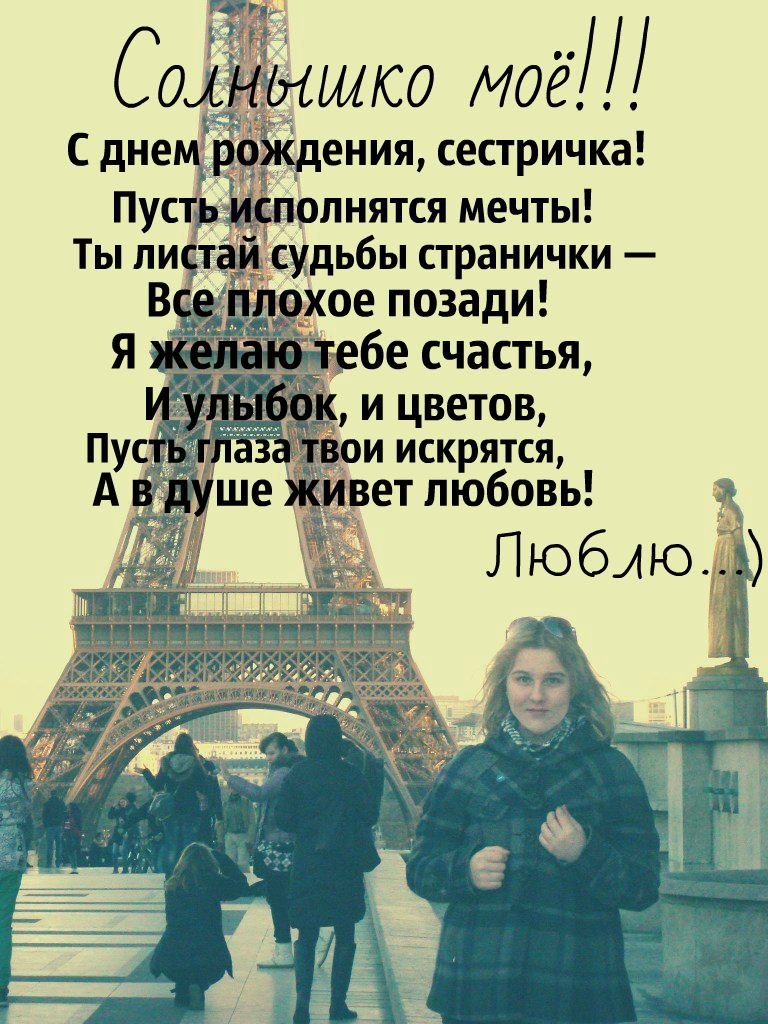 Солнышко моё!!!
С днем рождения, сестричка!
Пусть исполнятся мечты!
Ты листай судьбы странички —
Все плохое позади!
Я желаю тебе счастья,
И улыбок, и цветов,
Пусть глаза твои искрятся,
А в душе живет любовь!
Люблю...)